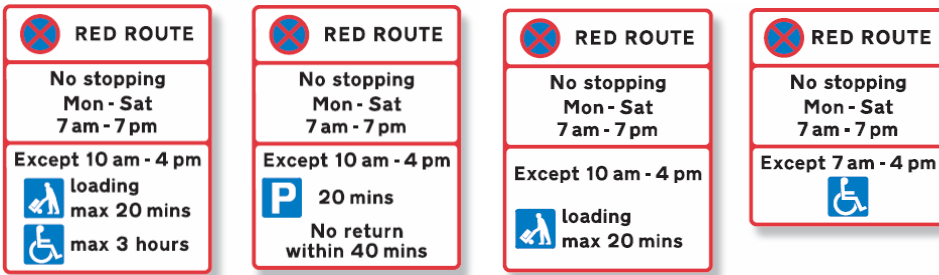 RED ROUTE
No stopping
Mon - Sat
7 am - 7 pm
Except 10 am - 4 pm
loading
max 20 mins
max 3 hours
RED ROUTE
No stopping
Mon - Sat
7 am - 7 pm
Except 10 am - 4 pm
P 20 mins
No return
within 40 mins
RED ROUTE
No stopping
Mon - Sat
7 am - 7 pm
Except 10 am - 4 pm
loading
max 20 mins
RED ROUTE
No stopping
Mon - Sat
7 am - 7 pm
Except 7 am - 4 pm